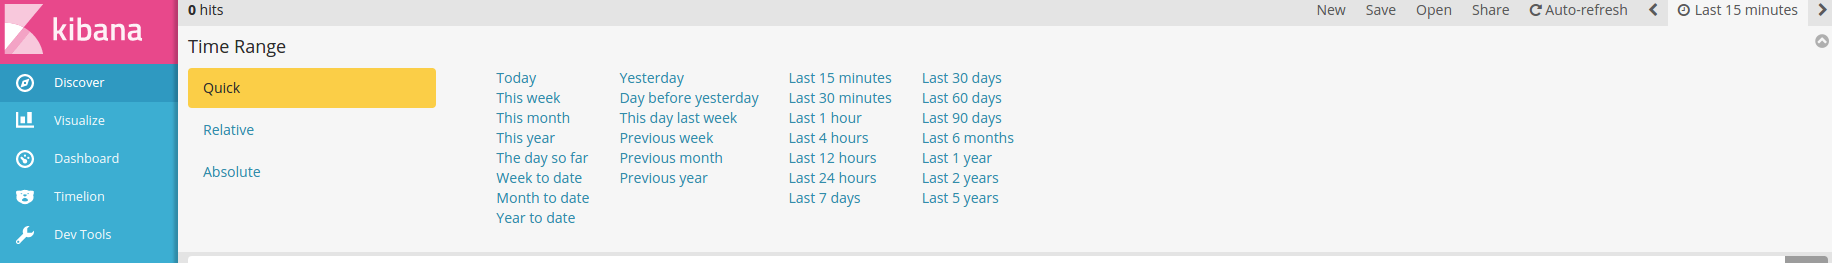 kibana
Discover
Visualize
Dashboard
Timelion
Dev Tools
0 hits
New Save Open Share Auto-refresh Last 15 minutes
Time Range
Quick
Relative
Absolute
Today
This week
This month
This year
The day so far
Week to date
Month to date
Year to date
Yesterday
Day before yesterday
This day last week
Previous week
Previous month
Previous year
Last 15 minutes
Last 30 minutes
Last 1 hour
Last 4 hours
Last 12 hours
Last 24 hours
Last 7 days
Last 30 days
Last 60 days
Last 90 days
Last 6 months
Last 1 year
Last 2 years
Last 5 years